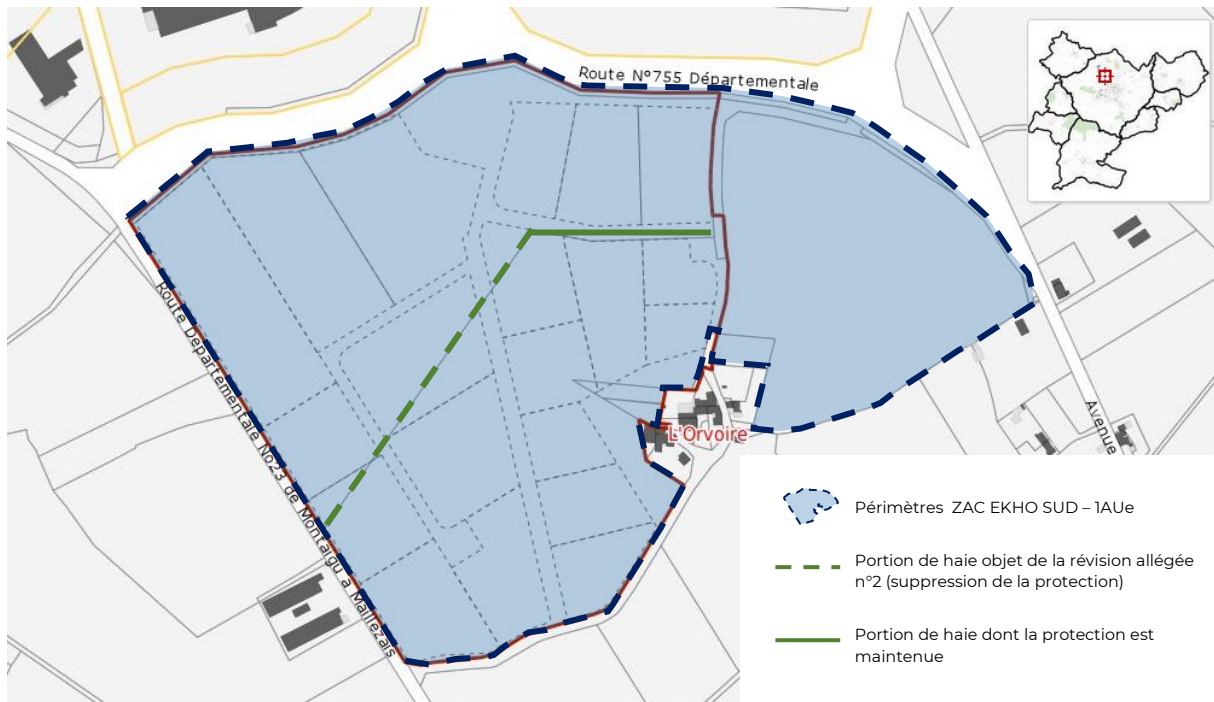 Route N°755 Départementale
Route Départementale No23 de Montaigu à Maillezais
L'Orvoire
Avenue
Périmètres ZAC EKHO SUD – 1AUe
Portion de haie objet de la révision allégée
n°2 (suppression de la protection)
Portion de haie dont la protection est
maintenue